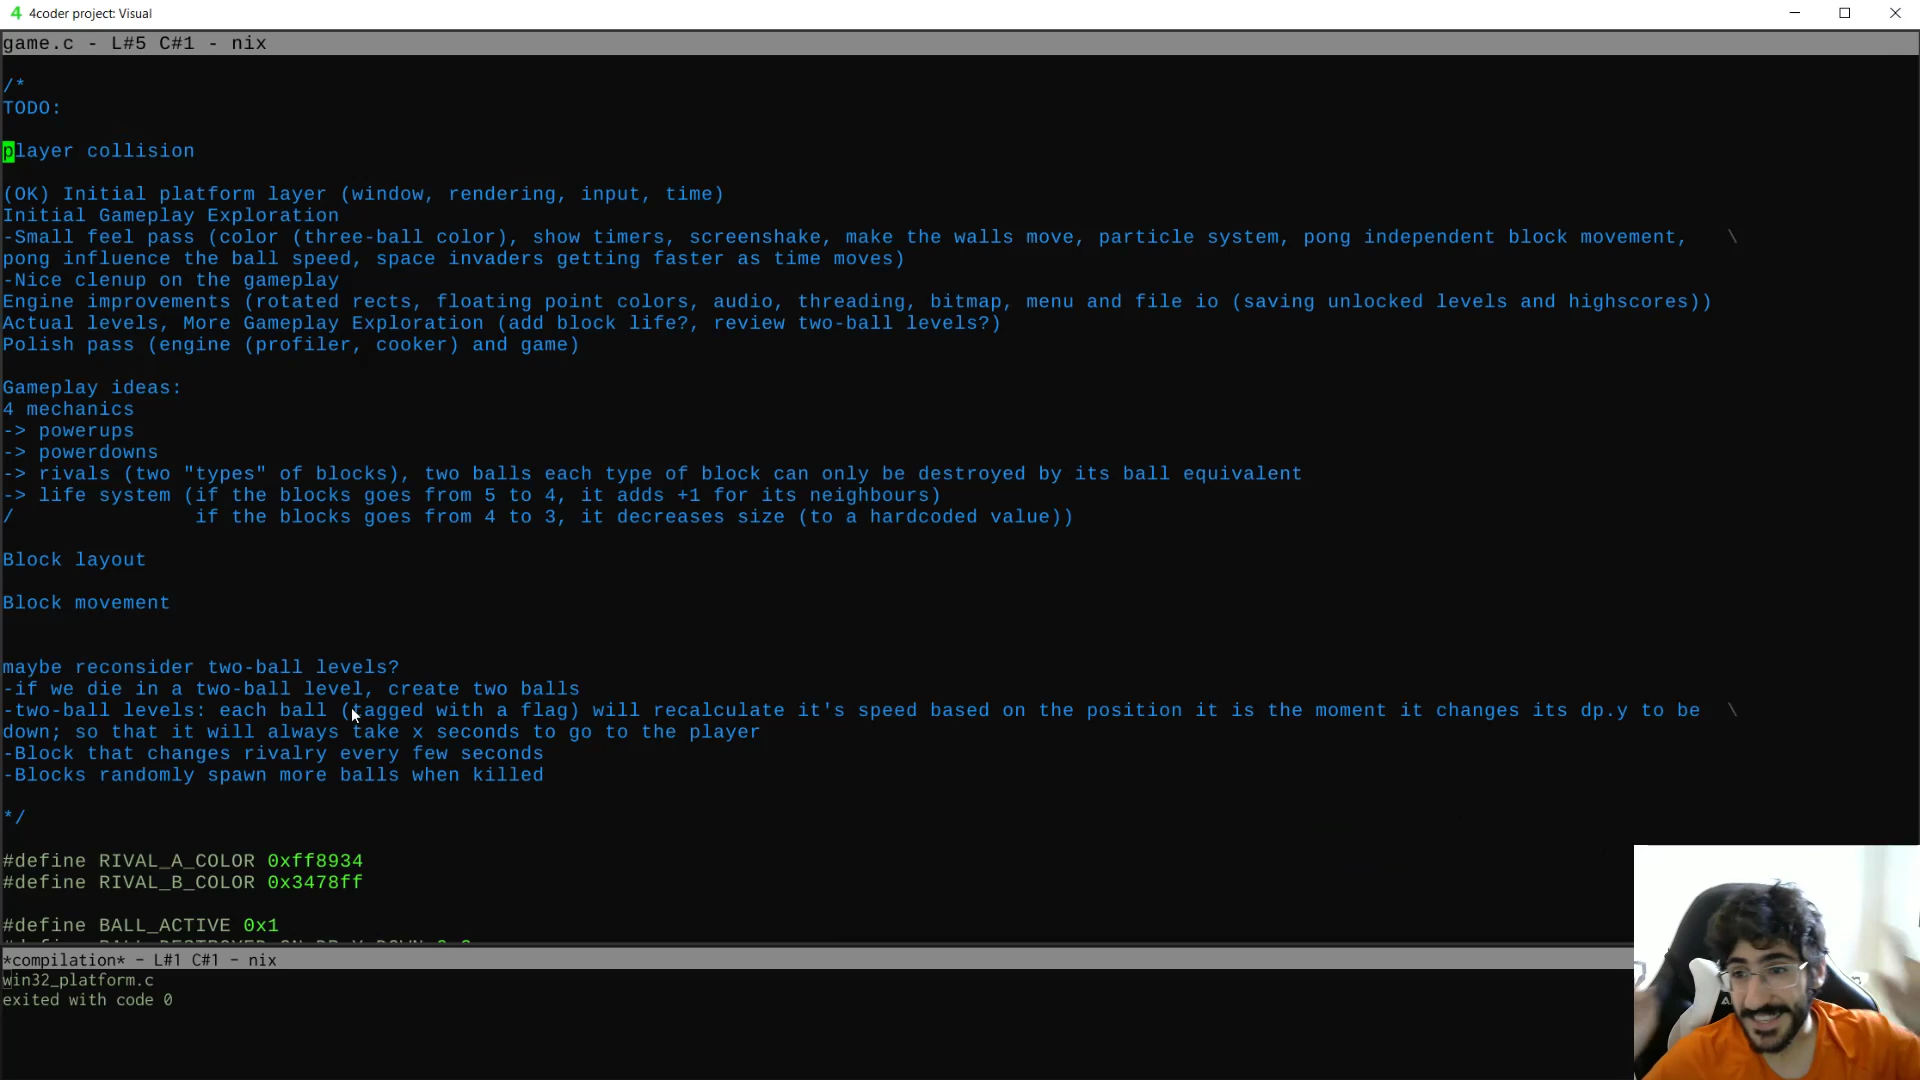 4 4coder project: Visual
game.c - L#5 C#1 - nix
/*
TODO:
player collision
(OK) Initial platform layer (window, rendering, input, time)
Initial Gameplay Exploration
-Small feel pass (color (three-ball color), show timers, screenshake, make the walls move, particle system, pong independent block movement, \
pong influence the ball speed, space invaders getting faster as time moves)
-Nice clenup on the gameplay
Engine improvements (rotated rects, floating point colors, audio, threading, bitmap, menu and file io (saving unlocked levels and highscores))
Actual levels, More Gameplay Exploration (add block life?, review two-ball levels?)
Polish pass (engine (profiler, cooker) and game)
Gameplay ideas:
4 mechanics
-> powerups
-> powerdowns
-> rivals (two "types" of blocks), two balls each type of block can only be destroyed by its ball equivalent
-> life system (if the blocks goes from 5 to 4, it adds +1 for its neighbours)
/ if the blocks goes from 4 to 3, it decreases size (to a hardcoded value))
Block layout
Block movement
maybe reconsider two-ball levels?
-if we die in a two-ball level, create two balls
-two-ball levels: each ball (tagged with a flag) will recalculate it's speed based on the position it is the moment it changes its dp.y to be \
down; so that it will always take x seconds to go to the player
-Block that changes rivalry every few seconds
-Blocks randomly spawn more balls when killed
*/
#define RIVAL_A_COLOR 0xff8934
#define RIVAL_B_COLOR 0x3478ff
#define BALL_ACTIVE 0x1
*compilation* - L#1 C#1 - nix
win32_platform.c
exited with code 0